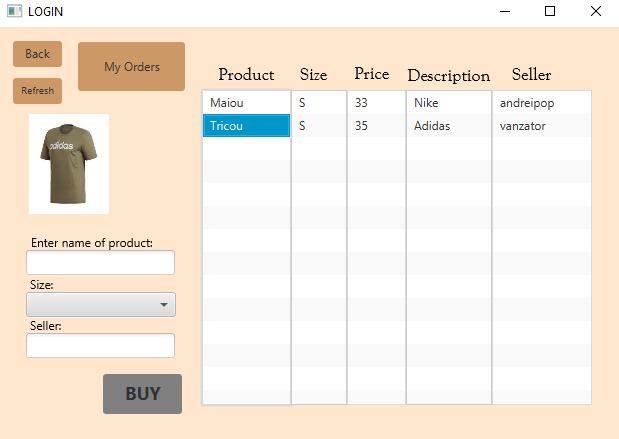 LOGIN
Back
My Orders
Refresh
adidas
Enter name of product:
Size:
Seller:
BUY
Product Size Price Description Seller
Maiou S 33 Nike andreipop
Tricou S 35 Adidas vanzator